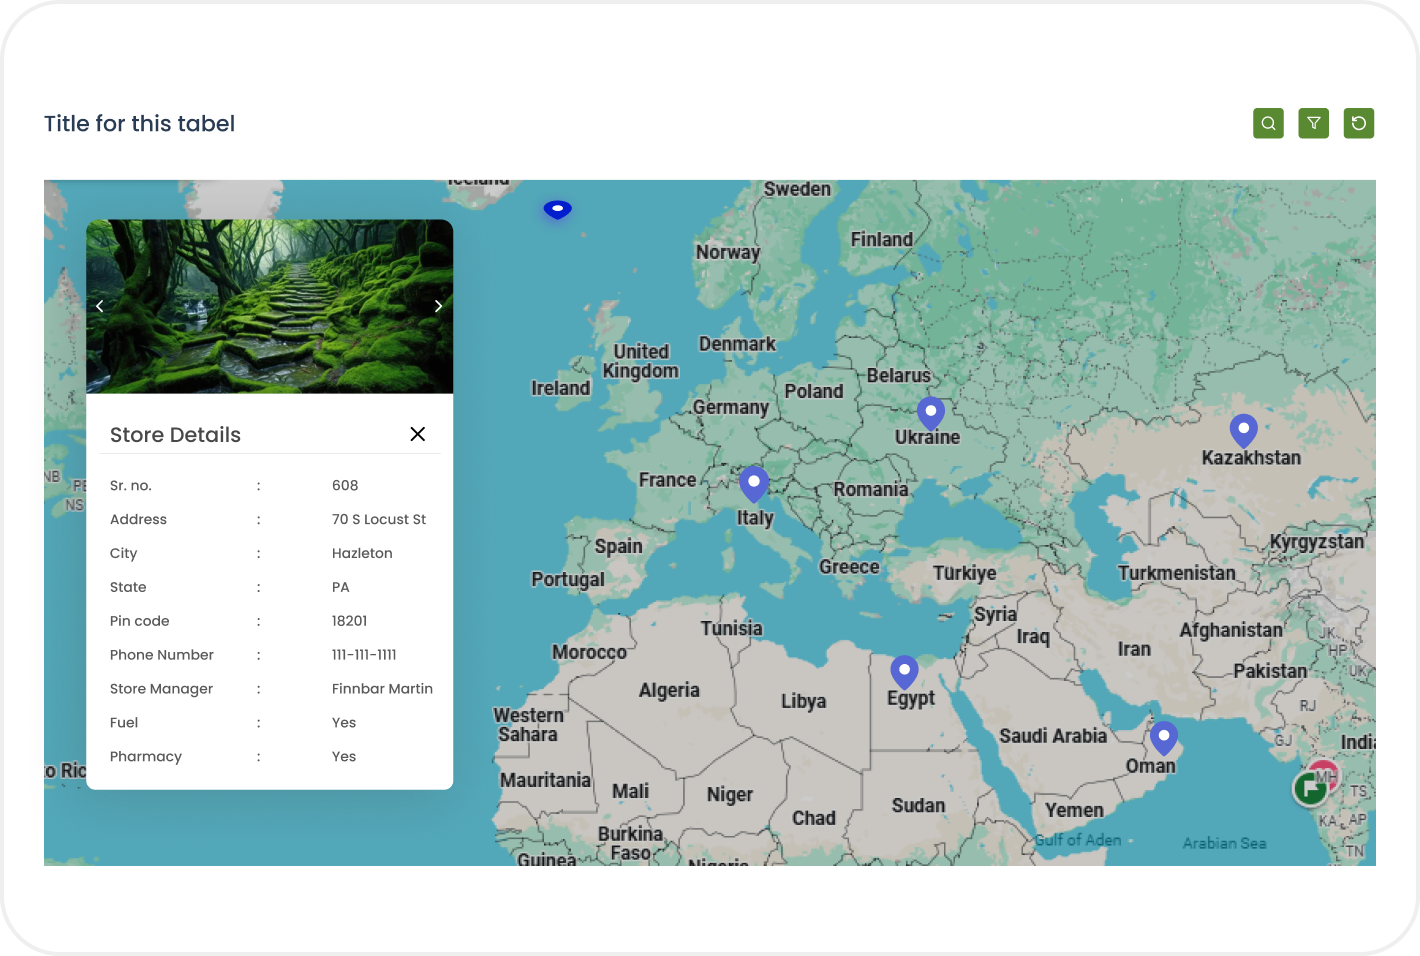 Title for this tabel
Iceland
Sweden
Norway
Finland
Denmark
United
Kingdom
Ireland
Belarus
Poland
Germany
Ukraine
Kazakhstan
France
Romania
Italy
Spain
Portugal
Greece
Türkiye
Kyrgyzstan
Turkmenistan
Syria
Iraq
Iran
Afghanistan
Pakistan
JK
HP
UK
RJ
GJ
India
MH
TS
KA
AP
TN
Tunisia
Morocco
Algeria
Libya
Egypt
Western
Sahara
Saudi Arabia
Oman
Mauritania
Mali
Niger
Chad
Sudan
Yemen
Burkina
Faso
Guinea
Nigeria
Gulf of Aden
Arabian Sea
NB
PE
NS
to Ric
Store Details
Sr. no. : 608
Address : 70 S Locust St
City : Hazleton
State : PA
Pin code : 18201
Phone Number : 111-111-1111
Store Manager : Finnbar Martin
Fuel : Yes
Pharmacy : Yes